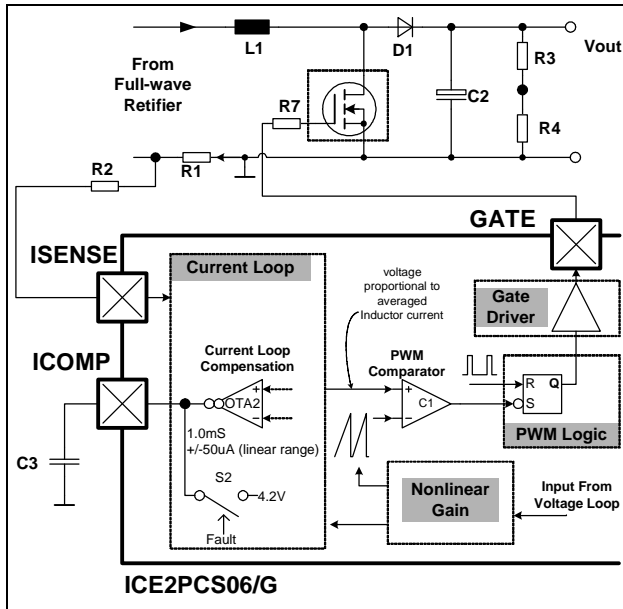 L1
D1
Vout
From
Full-wave
Retifier
R3
R7
C2
R4
R2
R1
GATE
ISENSE
Current Loop
voltage
proportional to
averaged
Inductor current
Gate
Driver
ICOMP
Current Loop
Compensation
PWM
Comparator
+
OTA2
−
+
C1
−
R
Q
S
PWM Logic
1.0mS
+/-50uA (linear range)
C3
S2
4.2V
Fault
Nonlinear
Gain
Input From
Voltage Loop
ICE2PCS06/G